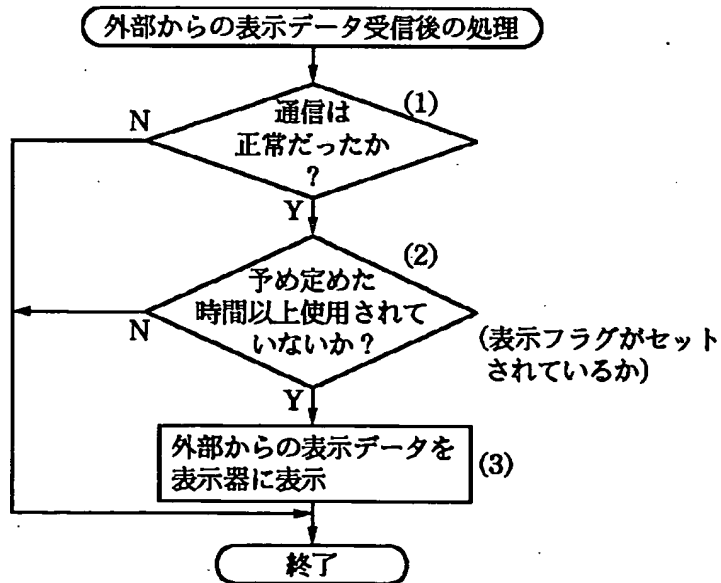 外部からの表示データ受信後の処理
(1)
通信は
正常だったか
?
N
Y
(2)
予め定めた
時間以上使用されて
いないか?
N
Y
(表示フラグがセット
されているか)
外部からの表示データを
表示器に表示
(3)
終了